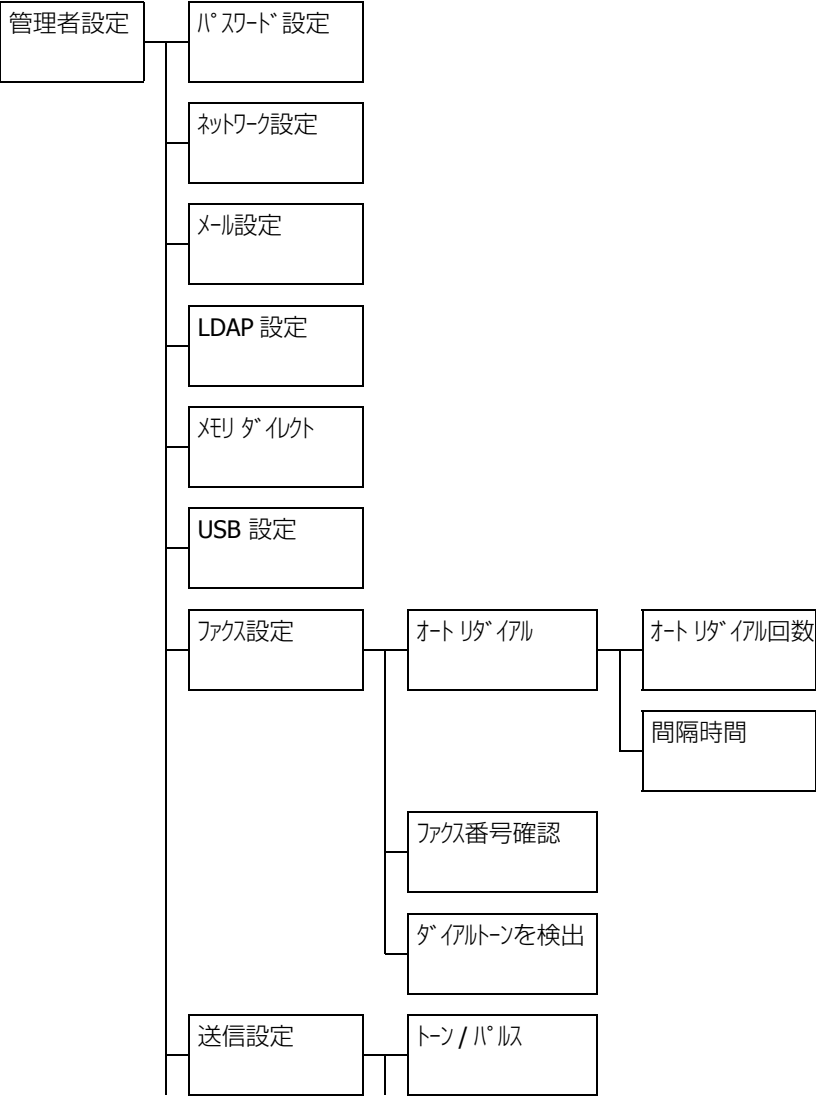 管理者設定
ﾊﾟｽﾜｰﾄﾞ設定
ﾈｯﾄﾜｰｸ設定
ﾒｰﾙ設定
LDAP 設定
ﾒﾓﾘ ﾀﾞｲﾚｸﾄ
USB 設定
ﾌｧｸｽ設定
ｵｰﾄ ﾘﾀﾞｲｱﾙ
ｵｰﾄ ﾘﾀﾞｲｱﾙ回数
間隔時間
ﾌｧｸｽ番号確認
ﾀﾞｲｱﾙﾄｰﾝを検出
送信設定
ﾄｰﾝ / ﾊﾟﾙｽ